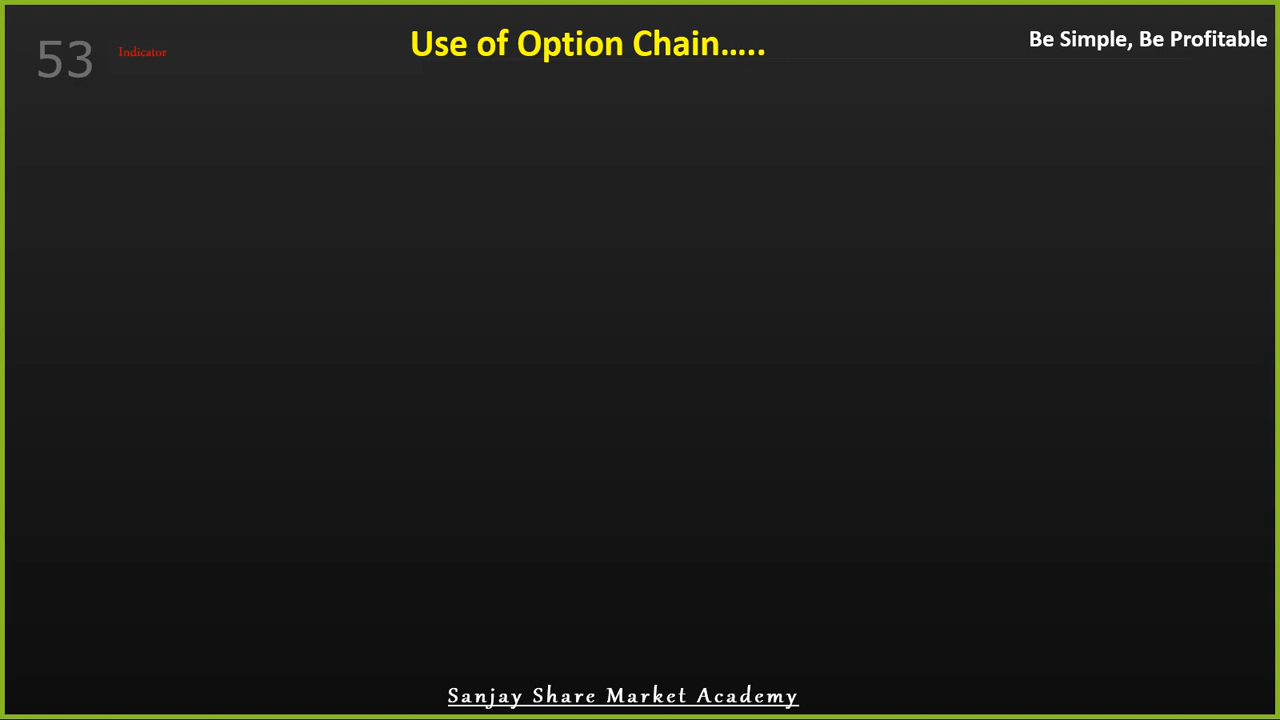 53
Indicator
Use of Option Chain.....
Be Simple, Be Profitable
Sanjay Share Market Academy